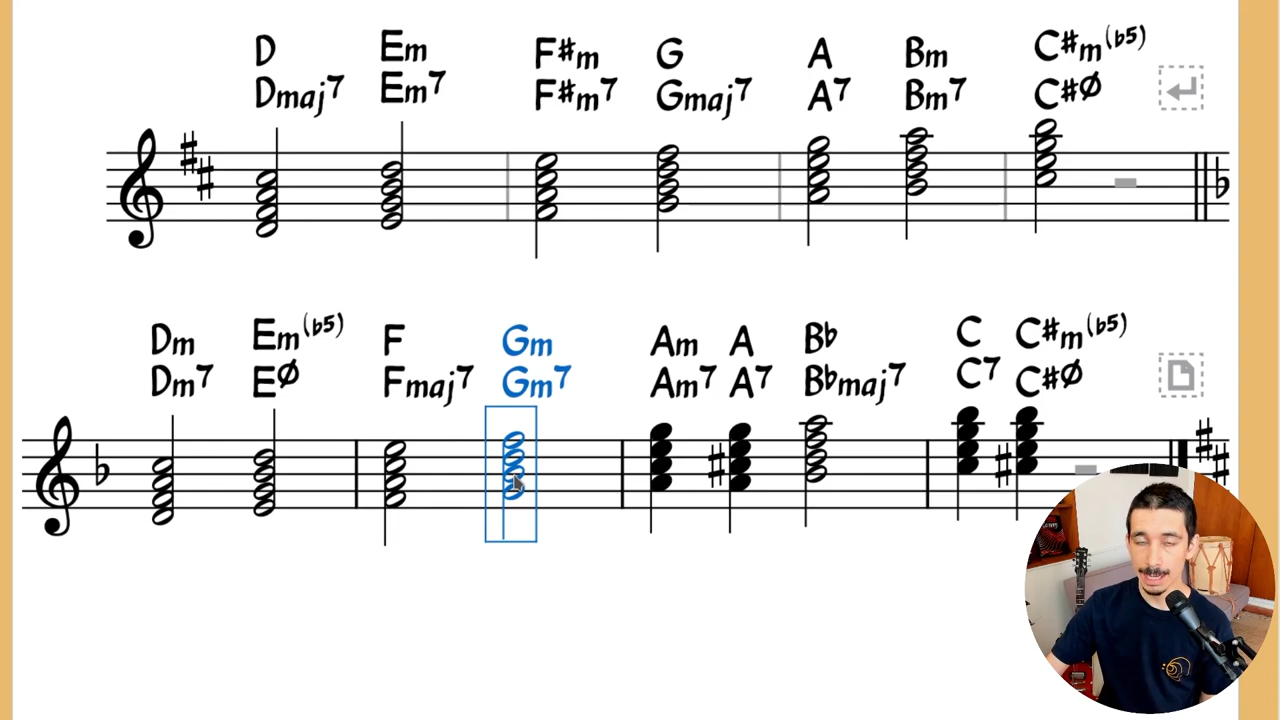 D Em F#m G A Bm C#m(b5)
Dmaj7 Em7 F#m7 Gmaj7 A7 Bm7 C#Ø
Dm Em(b5) F Gm Am A Bb C C#m(b5)
Dm7 EØ Fmaj7 Gm7 Am7 A7 Bbmaj7 C7 C#Ø